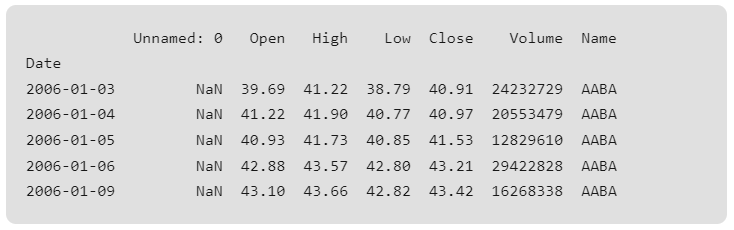 Unnamed: 0 Open High Low Close Volume Name
Date
2006-01-03 NaN 39.69 41.22 38.79 40.91 24232729 AABA
2006-01-04 NaN 41.22 41.90 40.77 40.97 20553479 AABA
2006-01-05 NaN 40.93 41.73 40.85 41.53 12829610 AABA
2006-01-06 NaN 42.88 43.57 42.80 43.21 29422828 AABA
2006-01-09 NaN 43.10 43.66 42.82 43.42 16268338 AABA